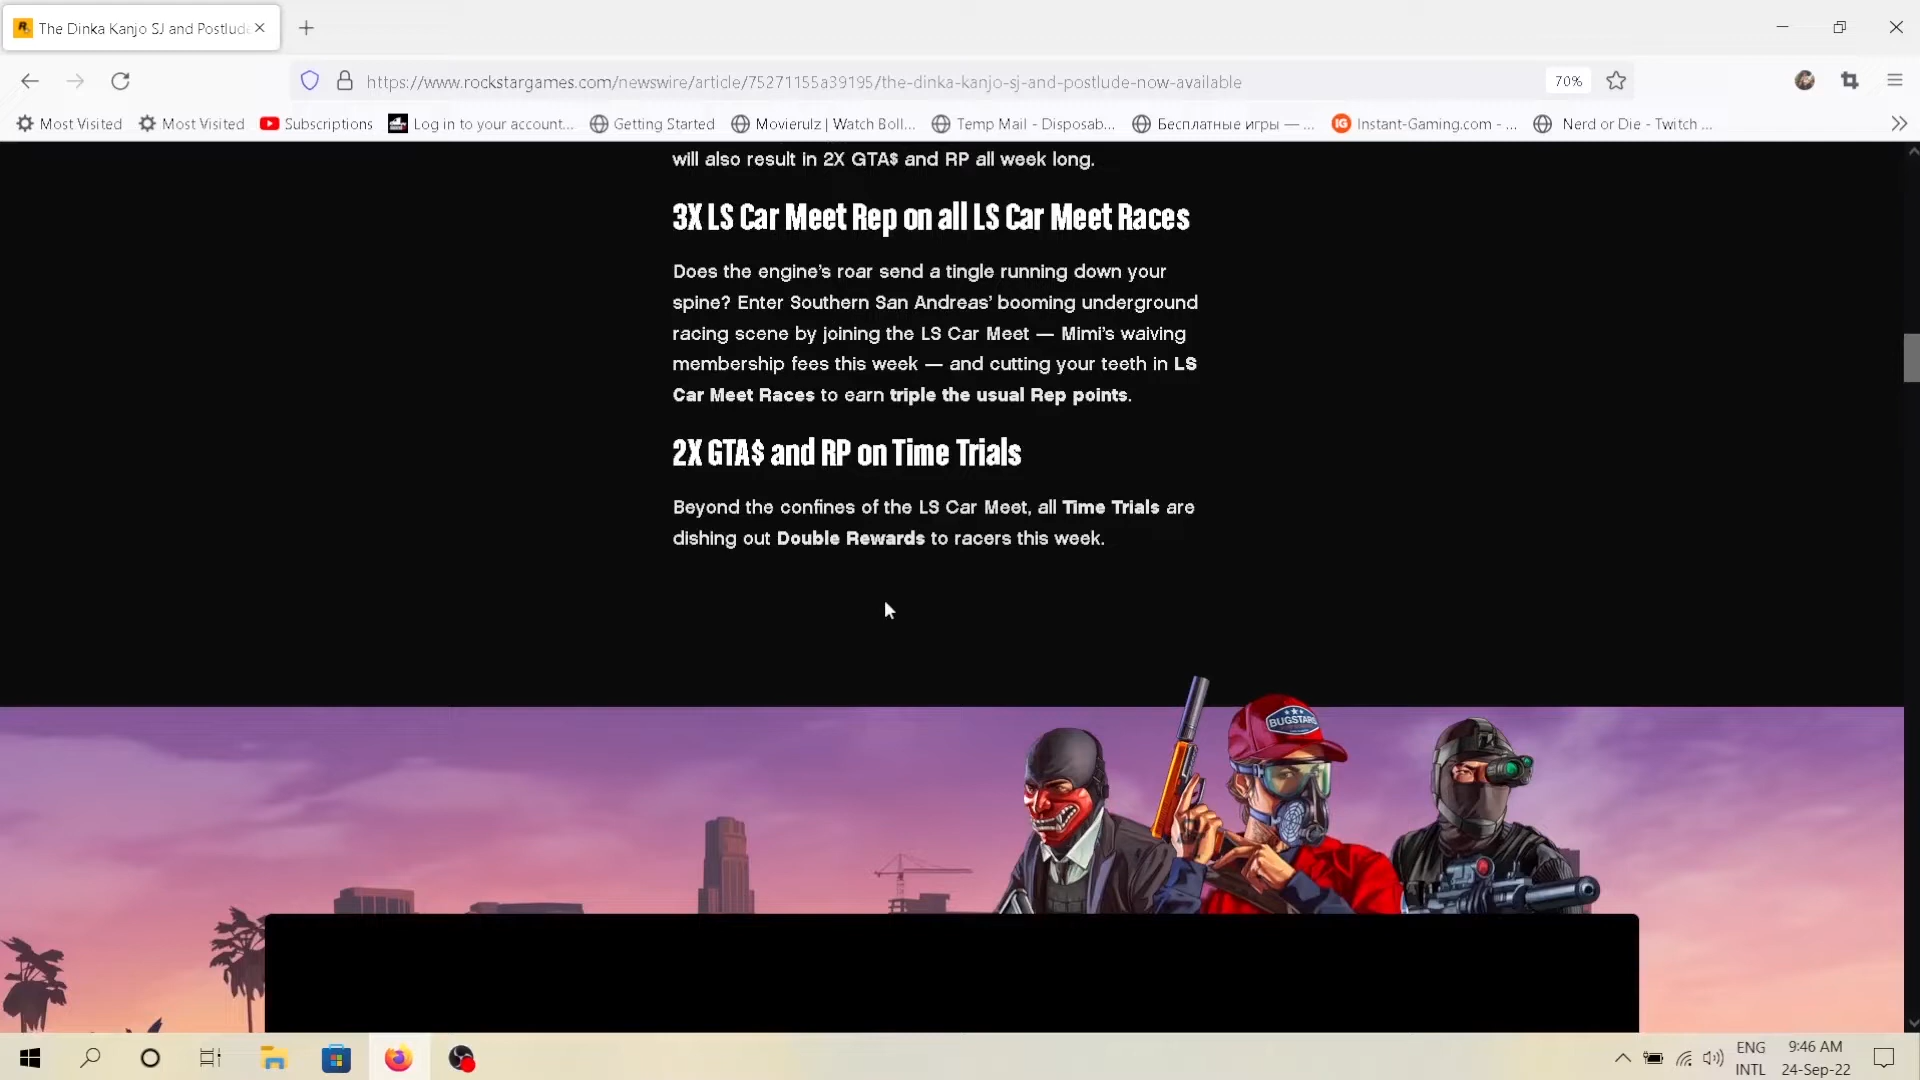 The Dinka Kanjo SJ and Postlud
https://www.rockstargames.com/newswire/article/75271155a39195/the-dinka-kanjo-sj-and-postlude-now-available
70%
Most Visited
Most Visited
Subscriptions
Log in to your account...
Getting Started
Movierulz | Watch Boll...
Temp Mail - Disposab...
Бесплатные игры — ...
IG
Instant-Gaming.com - ...
Nerd or Die - Twitch ...
will also result in 2X GTA$ and RP all week long.
3X LS Car Meet Rep on all LS Car Meet Races
Does the engine's roar send a tingle running down your
spine? Enter Southern San Andreas' booming underground
racing scene by joining the LS Car Meet — Mimi's waiving
membership fees this week — and cutting your teeth in LS
Car Meet Races to earn triple the usual Rep points.
2X GTA$ and RP on Time Trials
Beyond the confines of the LS Car Meet, all Time Trials are
dishing out Double Rewards to racers this week.
BUGSTARS
ENG
INTL
9:46 AM
24-Sep-22